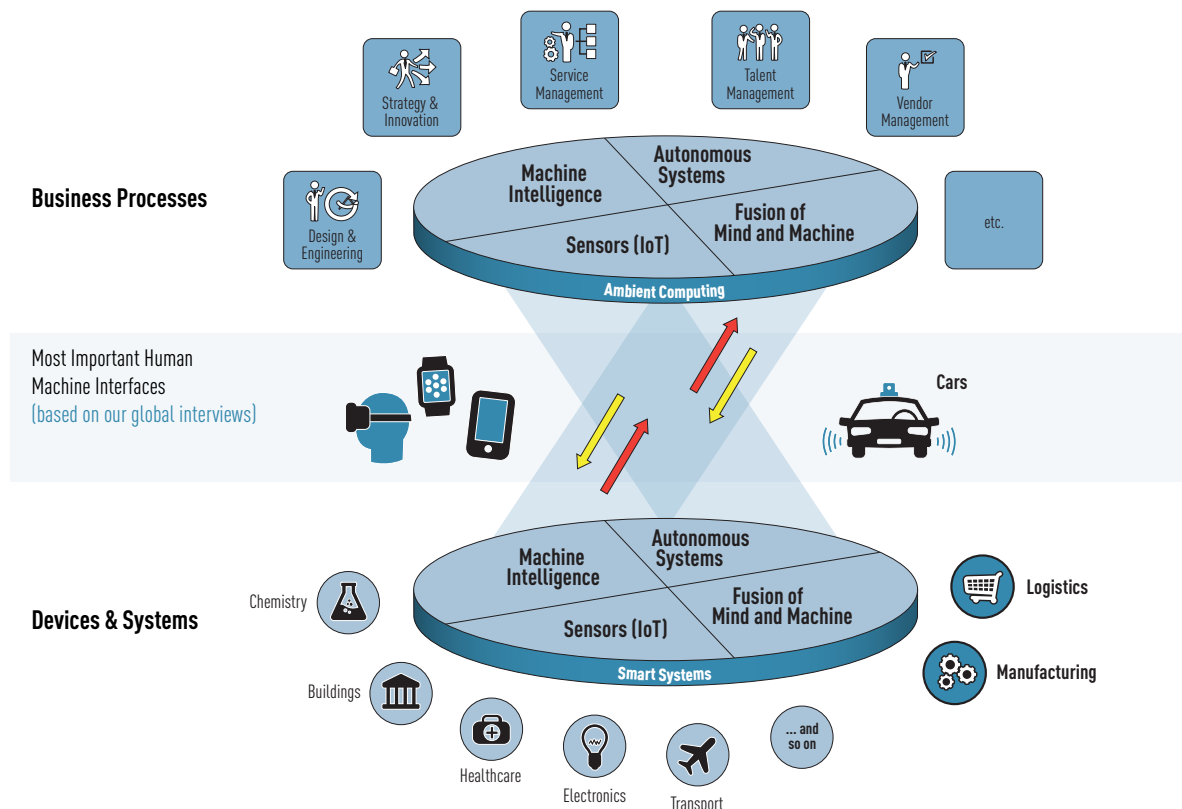 Strategy &
Innovation
Service
Management
Talent
Management
Vendor
Management
Business Processes
Design &
Engineering
Machine
Intelligence
Autonomous
Systems
Sensors (IoT)
Fusion of
Mind and Machine
etc.
Ambient Computing
Most Important Human
Machine Interfaces
(based on our global interviews)
Cars
Devices & Systems
Machine
Intelligence
Autonomous
Systems
Sensors (IoT)
Fusion of
Mind and Machine
Smart Systems
Chemistry
Buildings
Healthcare
Electronics
Transport
... and
so on
Logistics
Manufacturing